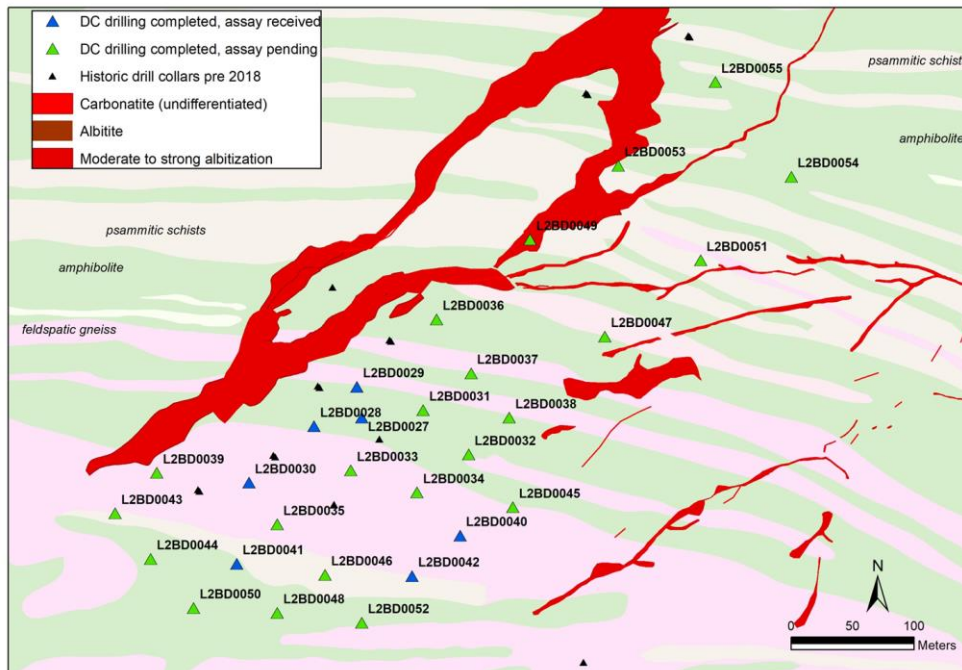 DC drilling completed, assay received
DC drilling completed, assay pending
Historic drill collars pre 2018
Carbonatite (undifferentiated)
Albitite
Moderate to strong albitization
L2BD0055
psammitic schist
amphibolite
L2BD0053
L2BD0054
L2BD0049
psammitic schists
L2BD0051
amphibolite
L2BD0036
feldspatic gneiss
L2BD0047
L2BD0037
L2BD0029
L2BD0031
L2BD0028
L2BD0038
L2BD0027
L2BD0032
L2BD0039
L2BD0030
L2BD0033
L2BD0034
L2BD0043
L2BD0045
L2BD0035
L2BD0040
L2BD0044
L2BD0041
L2BD0046
L2BD0042
L2BD0050
L2BD0048
L2BD0052
N
0 50 100
Meters